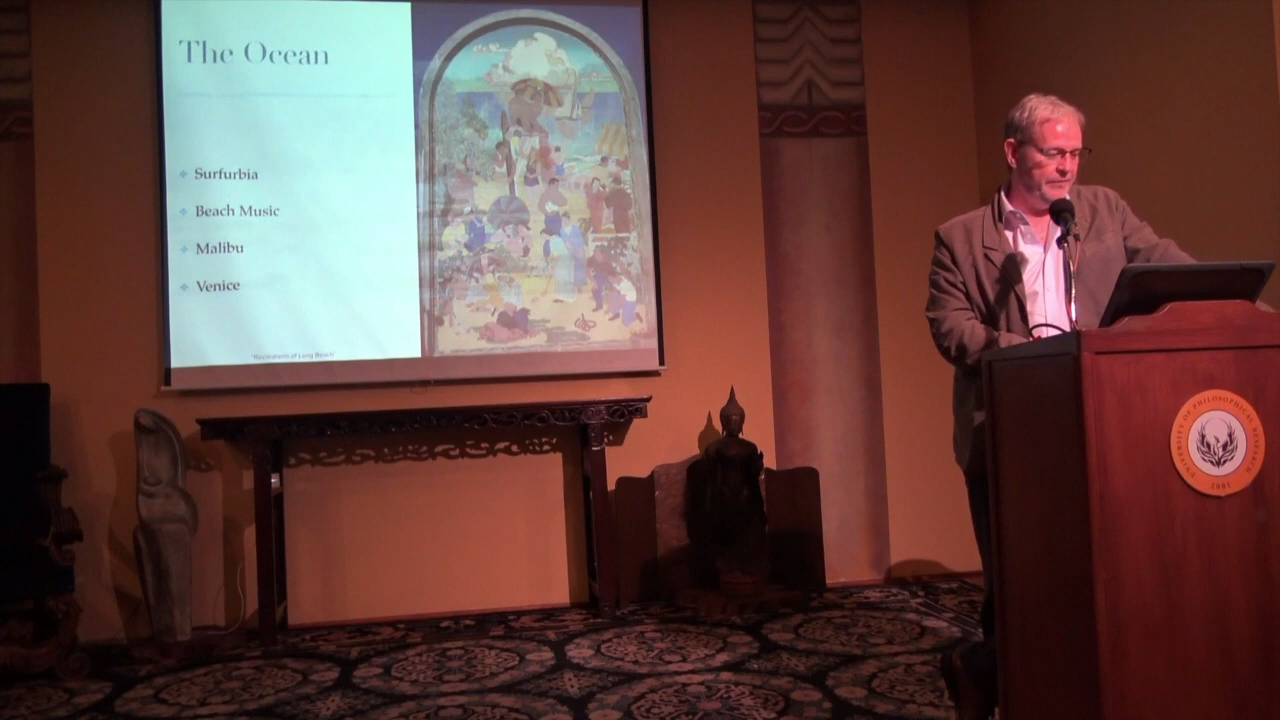 The Ocean
Surfurbia
Beach Music
Malibu
Venice
"Recreations of Long Beach"
UNIVERSITY OF PHILOSOPHICAL RESEARCH
2001